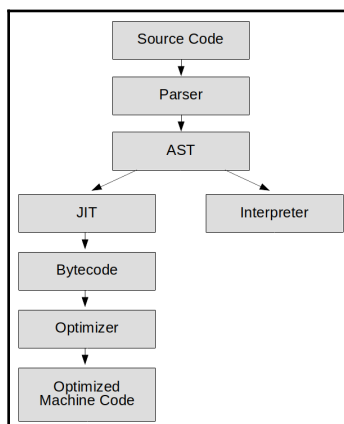 Source Code
Parser
AST
JIT
Interpreter
Bytecode
Optimizer
Optimized
Machine Code